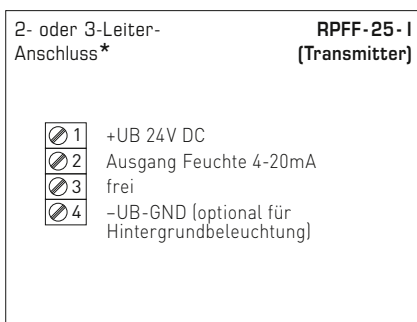 2- oder 3-Leiter-
Anschluss*
RPFF-25-I
(Transmitter)
1 +UB 24V DC
2 Ausgang Feuchte 4-20mA
3 frei
4 –UB-GND (optional für
Hintergrundbeleuchtung)